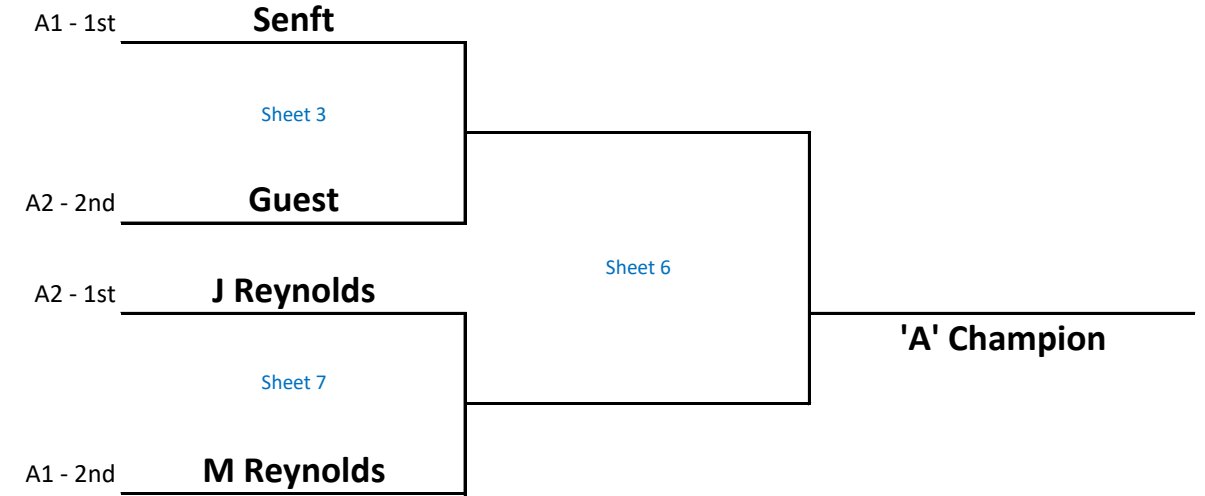 A1 - 1st Senft
Sheet 3
A2 - 2nd Guest
Sheet 6
A2 - 1st J Reynolds
'A' Champion
Sheet 7
A1 - 2nd M Reynolds